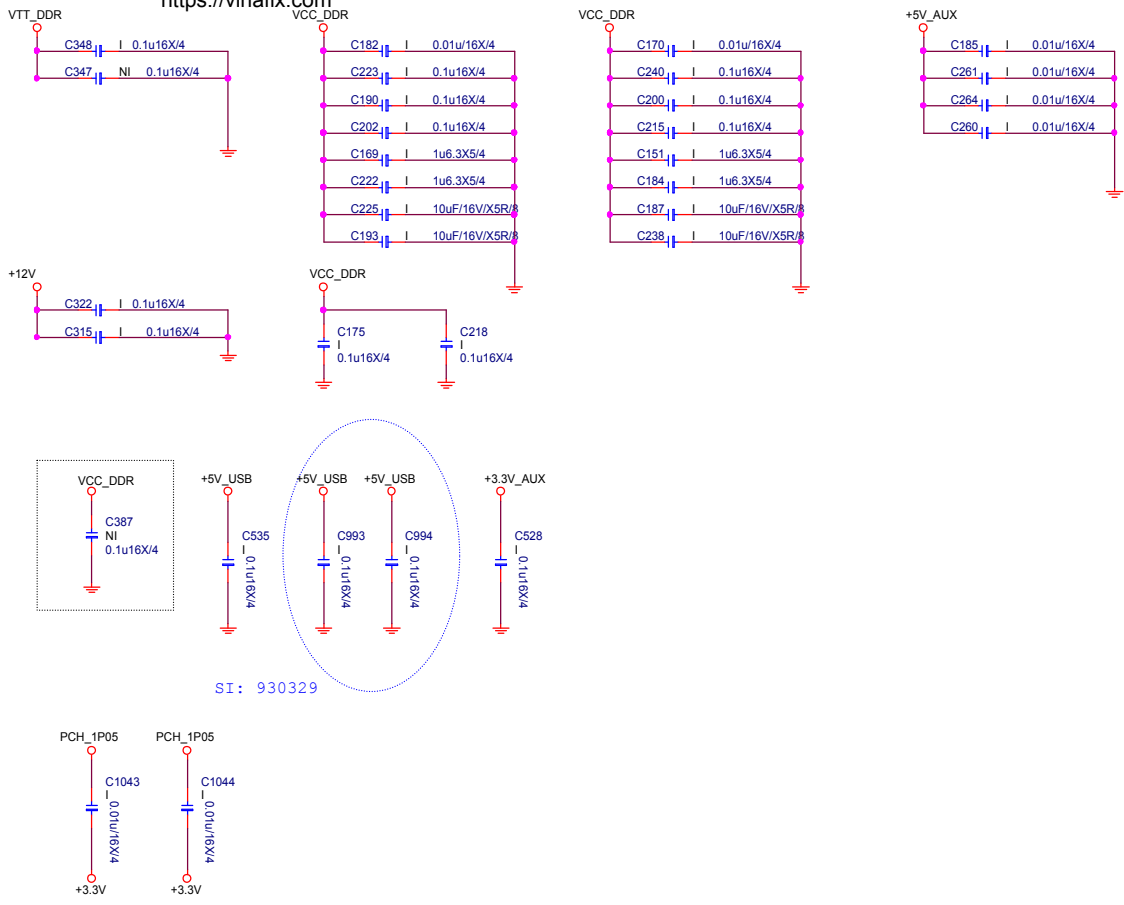 https://vinafix.com
VTT_DDR
C348 I 0.1u16X/4
C347 NI 0.1u16X/4
VCC_DDR
C182 I 0.01u/16X/4
C223 I 0.1u16X/4
C190 I 0.1u16X/4
C202 I 0.1u16X/4
C169 I 1u6.3X5/4
C222 I 1u6.3X5/4
C225 I 10uF/16V/X5R/8
C193 I 10uF/16V/X5R/8
VCC_DDR
C170 I 0.01u/16X/4
C240 I 0.1u16X/4
C200 I 0.1u16X/4
C215 I 0.1u16X/4
C151 I 1u6.3X5/4
C184 I 1u6.3X5/4
C187 I 10uF/16V/X5R/8
C238 I 10uF/16V/X5R/8
+5V_AUX
C185 I 0.01u/16X/4
C261 I 0.01u/16X/4
C264 I 0.01u/16X/4
C260 I 0.01u/16X/4
+12V
C322 I 0.1u16X/4
C315 I 0.1u16X/4
VCC_DDR
C175
I
0.1u16X/4
C218
I
0.1u16X/4
VCC_DDR
C387
NI
0.1u16X/4
+5V_USB
C535
I
0.1u16X/4
+5V_USB
C993
I
0.1u16X/4
+5V_USB
C994
I
0.1u16X/4
+3.3V_AUX
C528
I
0.1u16X/4
SI: 930329
PCH_1P05
C1043
I
0.01u/16X/4
+3.3V
PCH_1P05
C1044
I
0.01u/16X/4
+3.3V